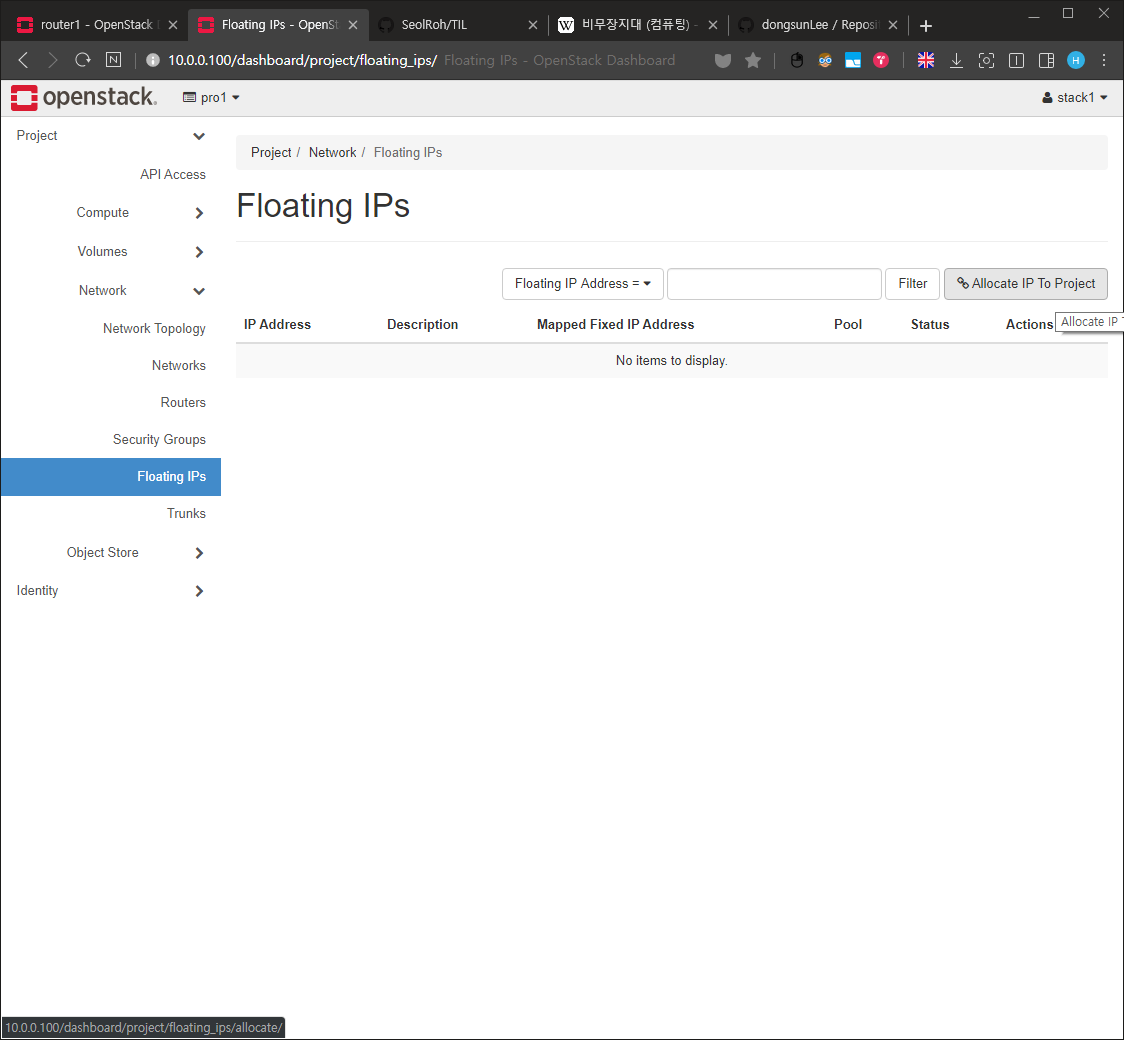 router1 - OpenStack
Floating IPs - OpenSt
SeolRoh/TIL
비무장지대 (컴퓨팅) -
dongsunLee / Reposi
10.0.0.100/dashboard/project/floating_ips/ Floating IPs - OpenStack Dashboard
openstack.
pro1
stack1
Project
API Access
Compute
Volumes
Network
Network Topology
Networks
Routers
Security Groups
Floating IPs
Trunks
Object Store
Identity
Project / Network / Floating IPs
Floating IPs
Floating IP Address =
Filter
Allocate IP To Project
IP Address Description Mapped Fixed IP Address Pool Status Actions
Allocate IP
No items to display.
10.0.0.100/dashboard/project/floating_ips/allocate/